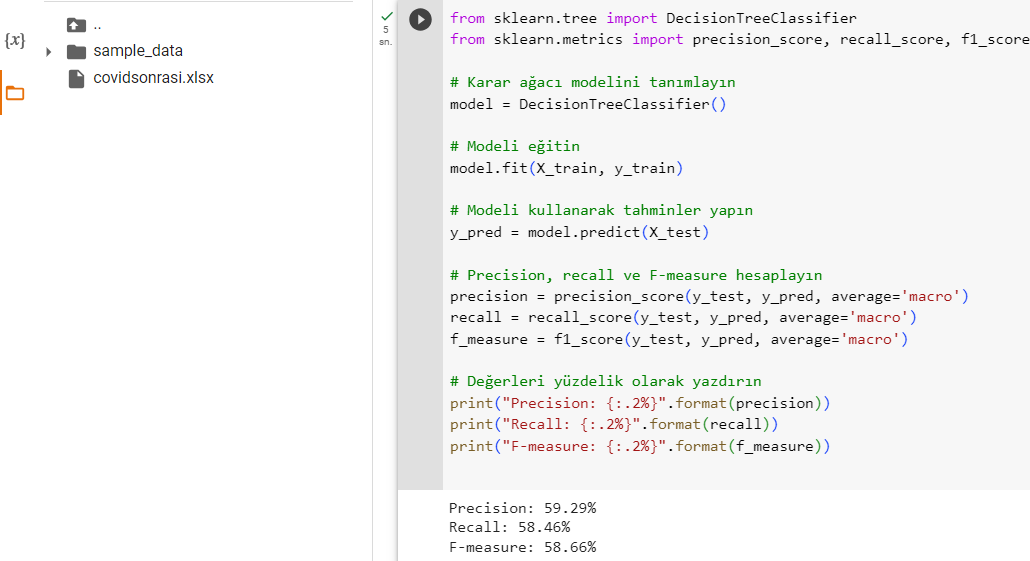 {x}
..
sample_data
covidsonrasi.xlsx
5
sn.
from sklearn.tree import DecisionTreeClassifier
from sklearn.metrics import precision_score, recall_score, f1_score
# Karar ağacı modelini tanımlayın
model = DecisionTreeClassifier()
# Modeli eğitin
model.fit(X_train, y_train)
# Modeli kullanarak tahminler yapın
y_pred = model.predict(X_test)
# Precision, recall ve F-measure hesaplayın
precision = precision_score(y_test, y_pred, average='macro')
recall = recall_score(y_test, y_pred, average='macro')
f_measure = f1_score(y_test, y_pred, average='macro')
# Değerleri yüzdelik olarak yazdırın
print("Precision: {:.2%}".format(precision))
print("Recall: {:.2%}".format(recall))
print("F-measure: {:.2%}".format(f_measure))
Precision: 59.29%
Recall: 58.46%
F-measure: 58.66%